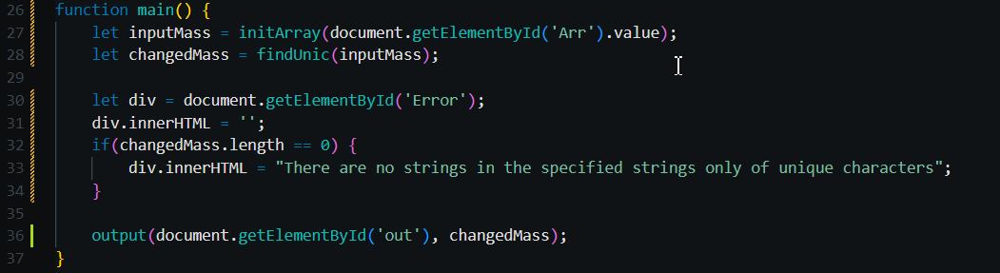 26 function main() {
27 let inputMass = initArray(document.getElementById('Arr').value);
28 let changedMass = findUnic(inputMass);
29
30 let div = document.getElementById('Error');
31 div.innerHTML = '';
32 if(changedMass.length == 0) {
33 div.innerHTML = "There are no strings in the specified strings only of unique characters";
34 }
35
36 output(document.getElementById('out'), changedMass);
37 }